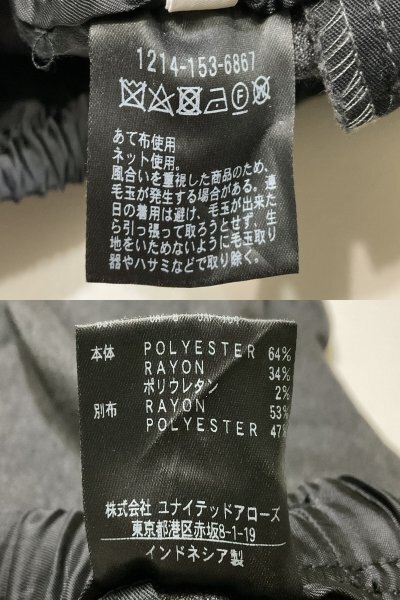 1214-153-6867
あて布使用
ネット使用。
風合いを重視した商品のため、
毛玉が発生する場合がある。連
日の着用は避け、毛玉が出来た
ら引っ張って取ろうとせず、生
地をいためないように毛玉取り
器やハサミなどで取り除く。
本体 POLYESTER 64%
RAYON 34%
ポリウレタン 2%
別布 RAYON 53%
POLYESTER 47%
株式会社 ユナイテッドアローズ
東京都港区赤坂8-1-19
インドネシア製